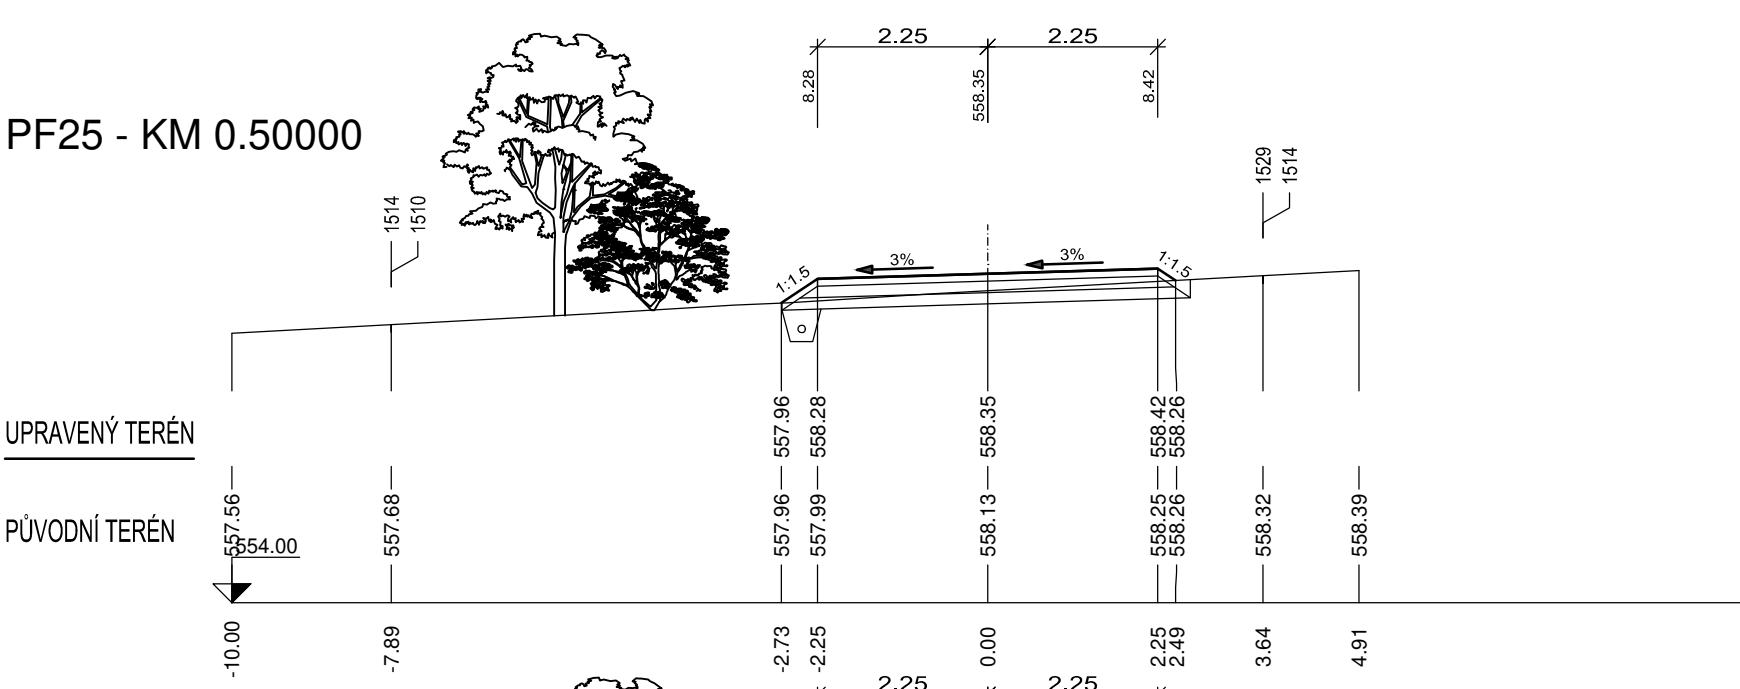 2.25 2.25
8.28 558.35 8.42
PF25 - KM 0.50000
1514 1510
1529 1514
1:1.5 3% 3% 1:1.5
UPRAVENÝ TERÉN 557.96 558.28 558.35 558.42 558.26
PŮVODNÍ TERÉN 557.56 557.68 557.96 557.99 558.13 558.25 558.26 558.32 558.39
554.00
-10.00 -7.89 -2.73 -2.25 0.00 2.25 2.49 3.64 4.91
2.25 2.25